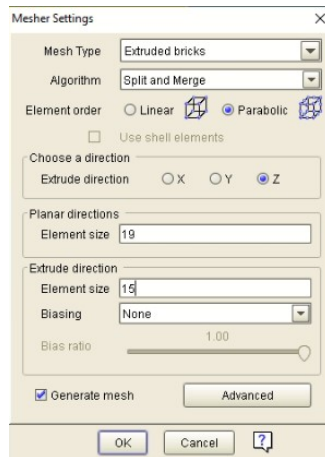 Mesher Settings
Mesh Type Extruded bricks
Algorithm Split and Merge
Element order Linear Parabolic
Use shell elements
Choose a direction
Extrude direction X Y Z
Planar directions
Element size 19
Extrude direction
Element size 15
Biasing None
1.00
Bias ratio
Generate mesh Advanced
OK Cancel ?